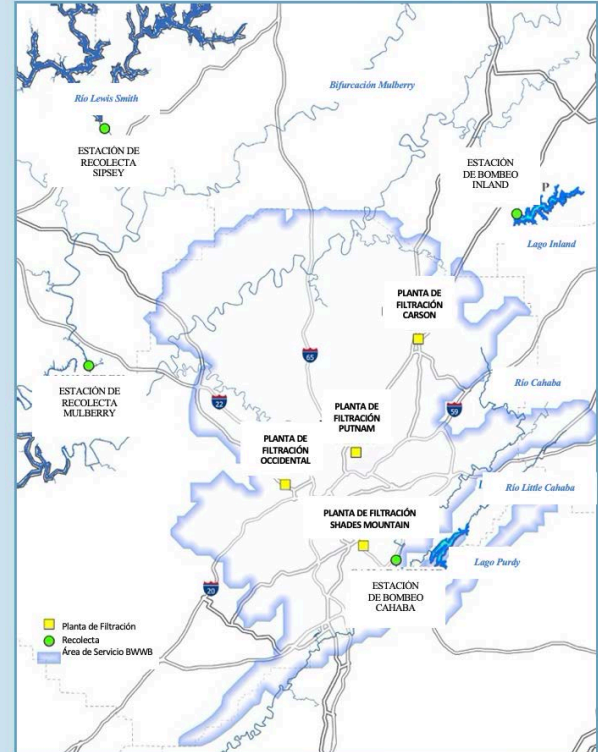 Río Lewis Smith
Bifurcación Mulberry
ESTACIÓN DE
RECOLECTA
SIPSEY
ESTACIÓN
DE BOMBEO
INLAND
P
Lago Inland
PLANTA DE
FILTRACIÓN
CARSON
65
Río Cahaba
ESTACIÓN DE
RECOLECTA
MULBERRY
22
59
PLANTA DE
FILTRACIÓN
PUTNAM
PLANTA DE
FILTRACIÓN
OCCIDENTAL
Río Little Cahaba
PLANTA DE FILTRACIÓN
SHADES MOUNTAIN
Lago Purdy
ESTACIÓN
DE BOMBEO
CAHABA
20
Planta de Filtración
Recolecta
Área de Servicio BWWB